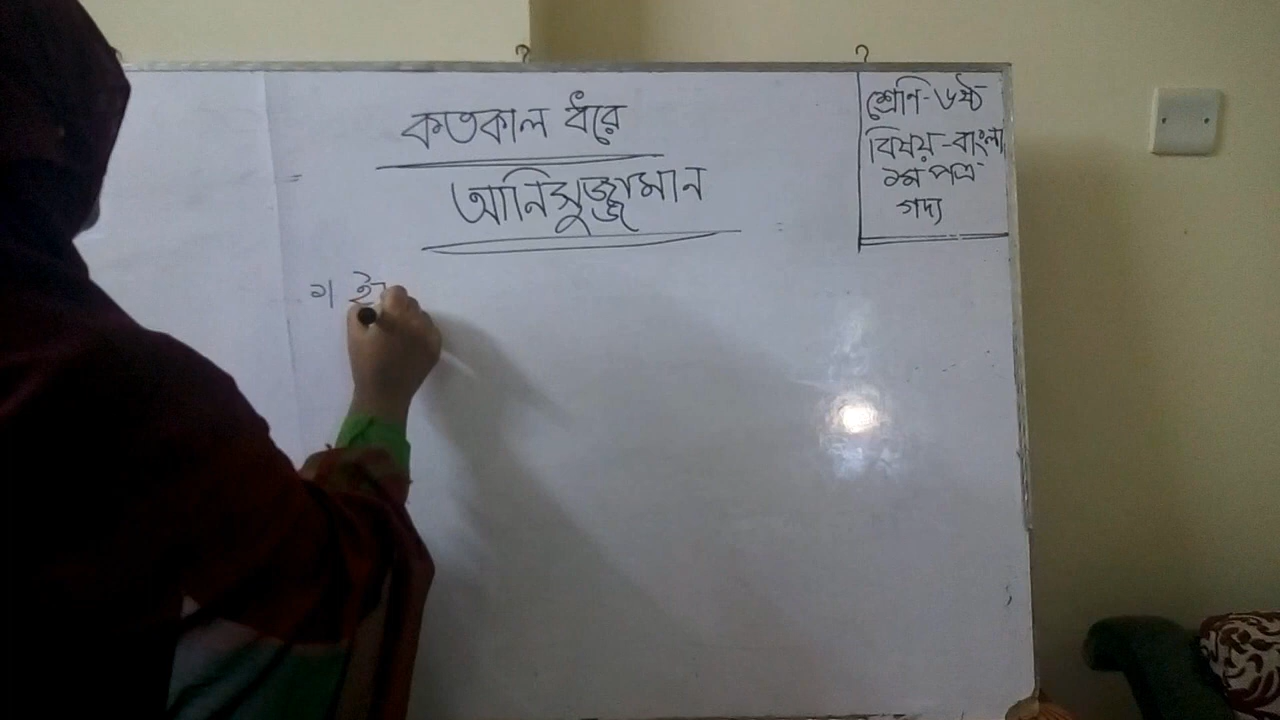 কতকাল ধরে
আনিসুজ্জামান
শ্রেণি-৬ষ্ঠ
বিষয়-বাংলা
১ম পত্র
গদ্য